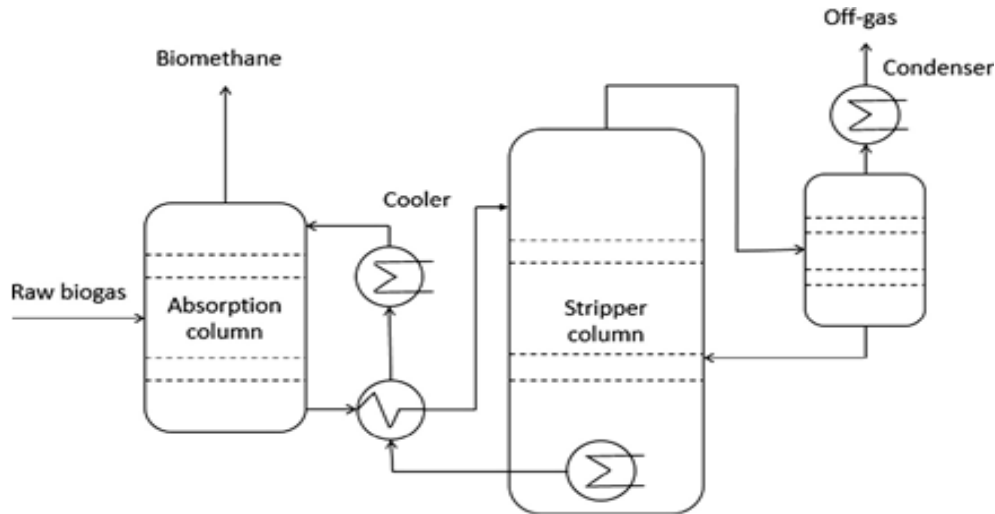 Off-gas
Biomethane
Condenser
Cooler
Raw biogas
Absorption
column
Stripper
column